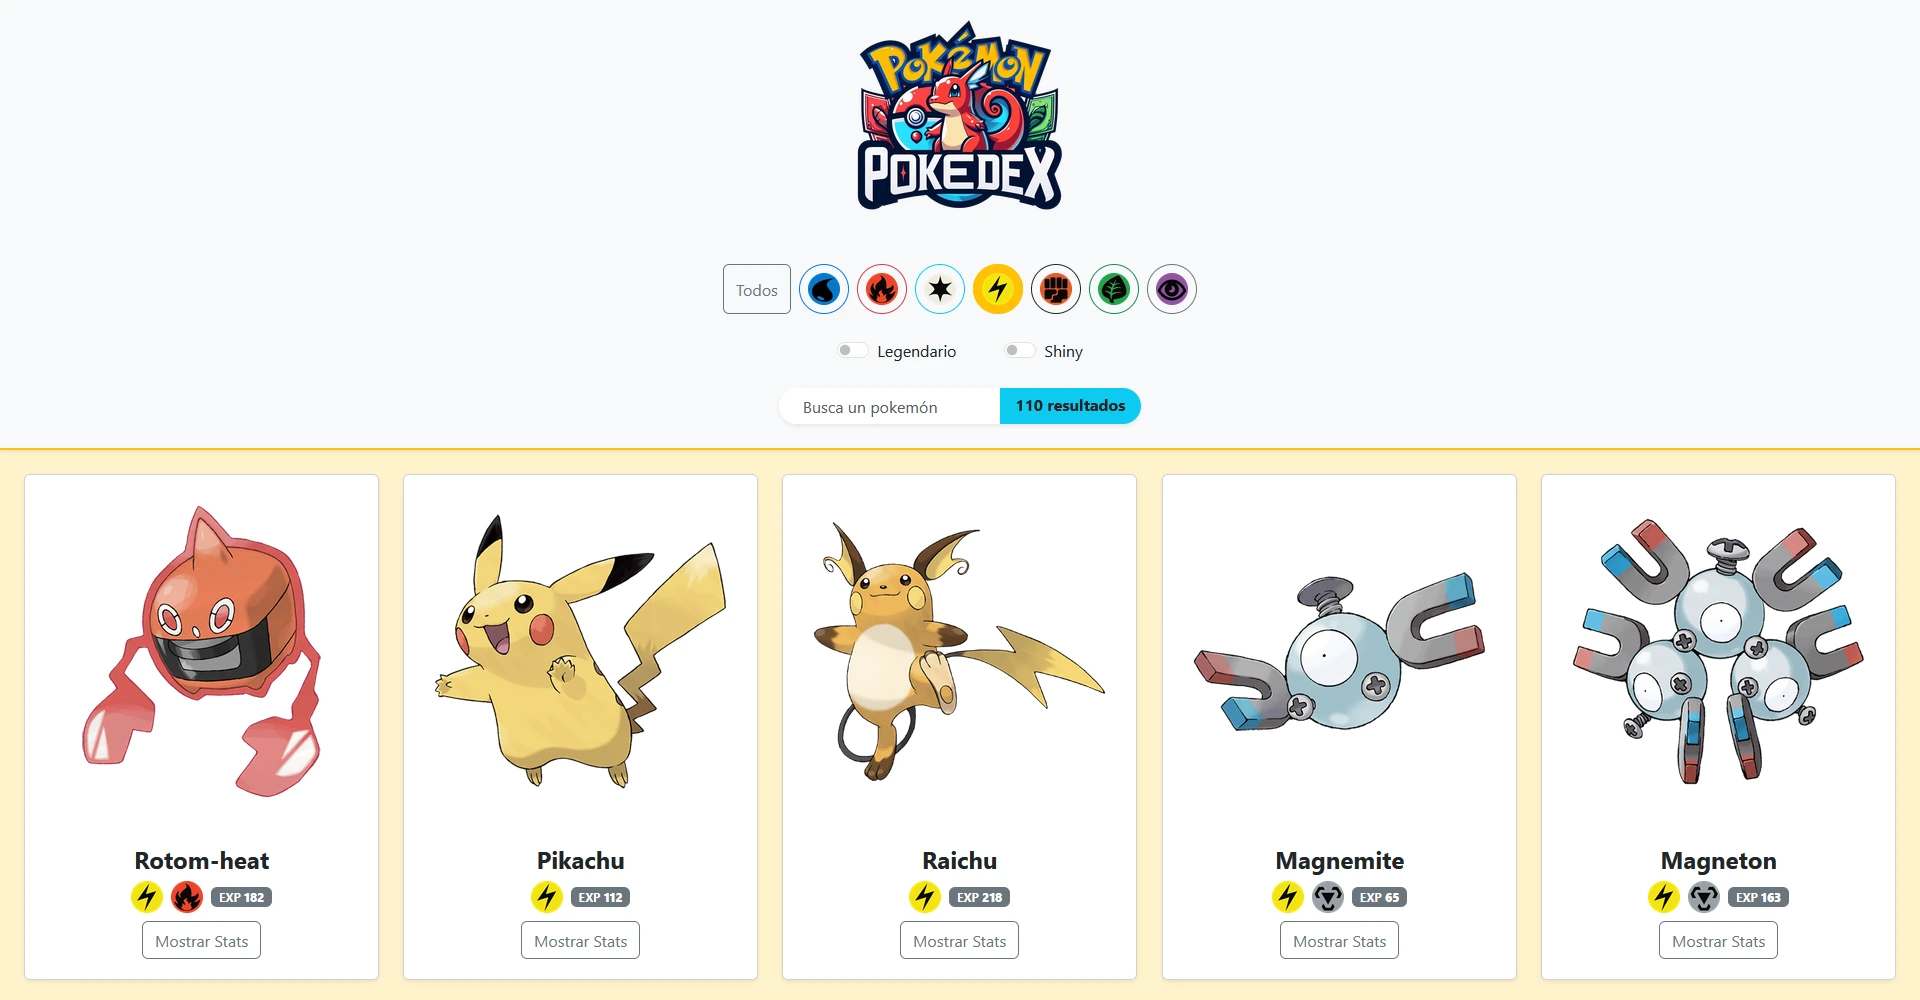 POKÉMON
POKEDEX
Todos
Legendario
Shiny
Busca un pokemón
110 resultados
Rotom-heat
EXP 182
Mostrar Stats
Pikachu
EXP 112
Mostrar Stats
Raichu
EXP 218
Mostrar Stats
Magnemite
EXP 65
Mostrar Stats
Magneton
EXP 163
Mostrar Stats